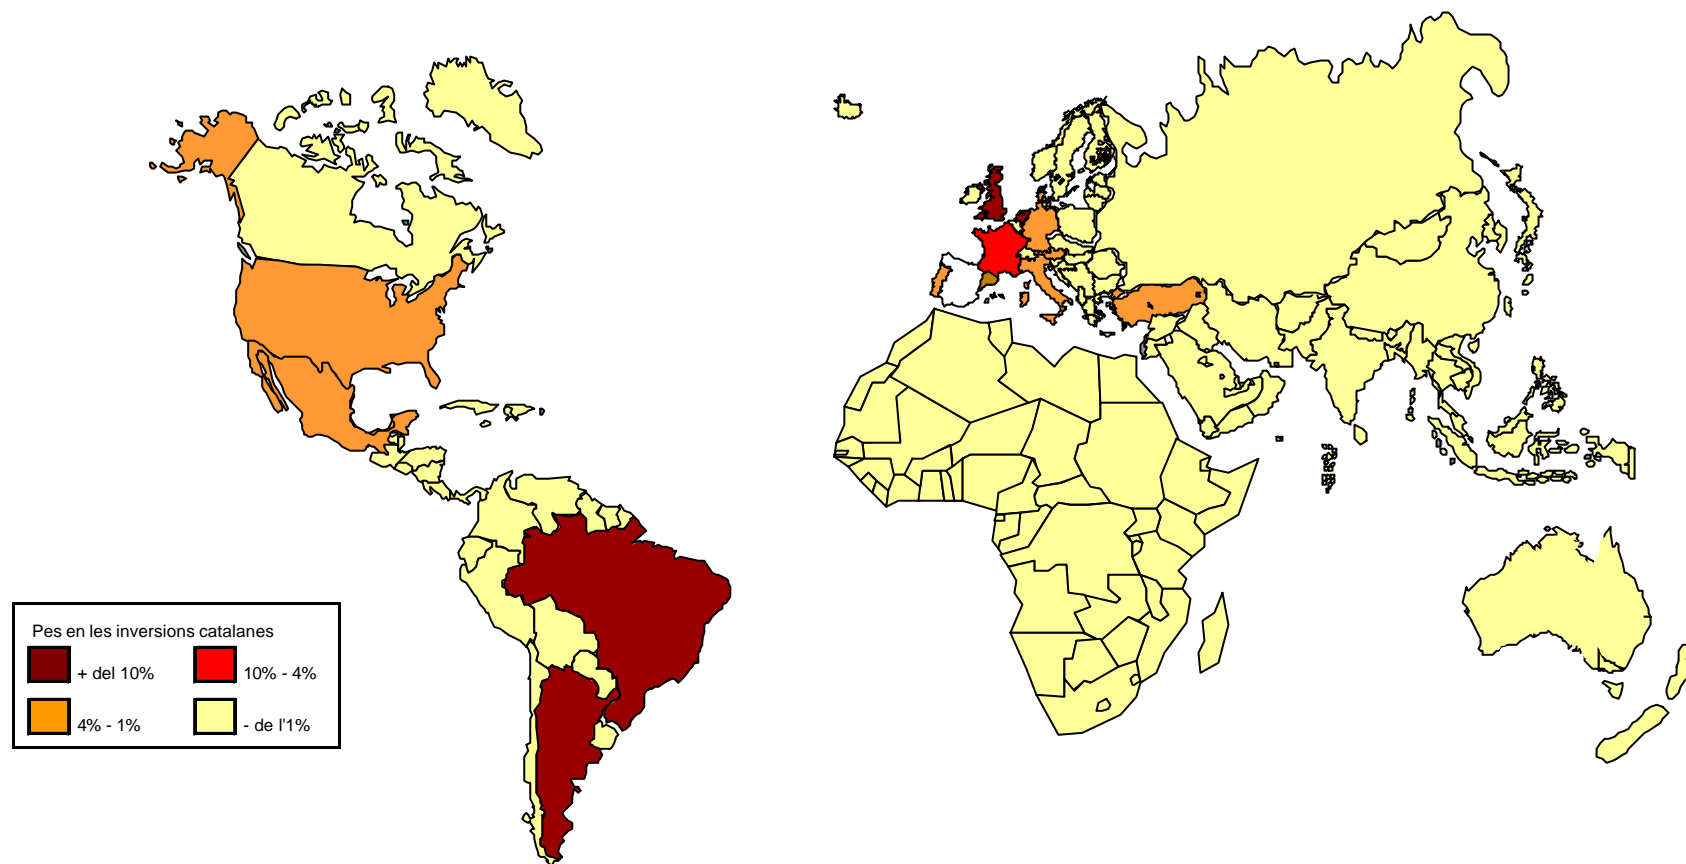 Pes en les inversions catalanes
+ del 10%
10% - 4%
4% - 1%
- de l'1%